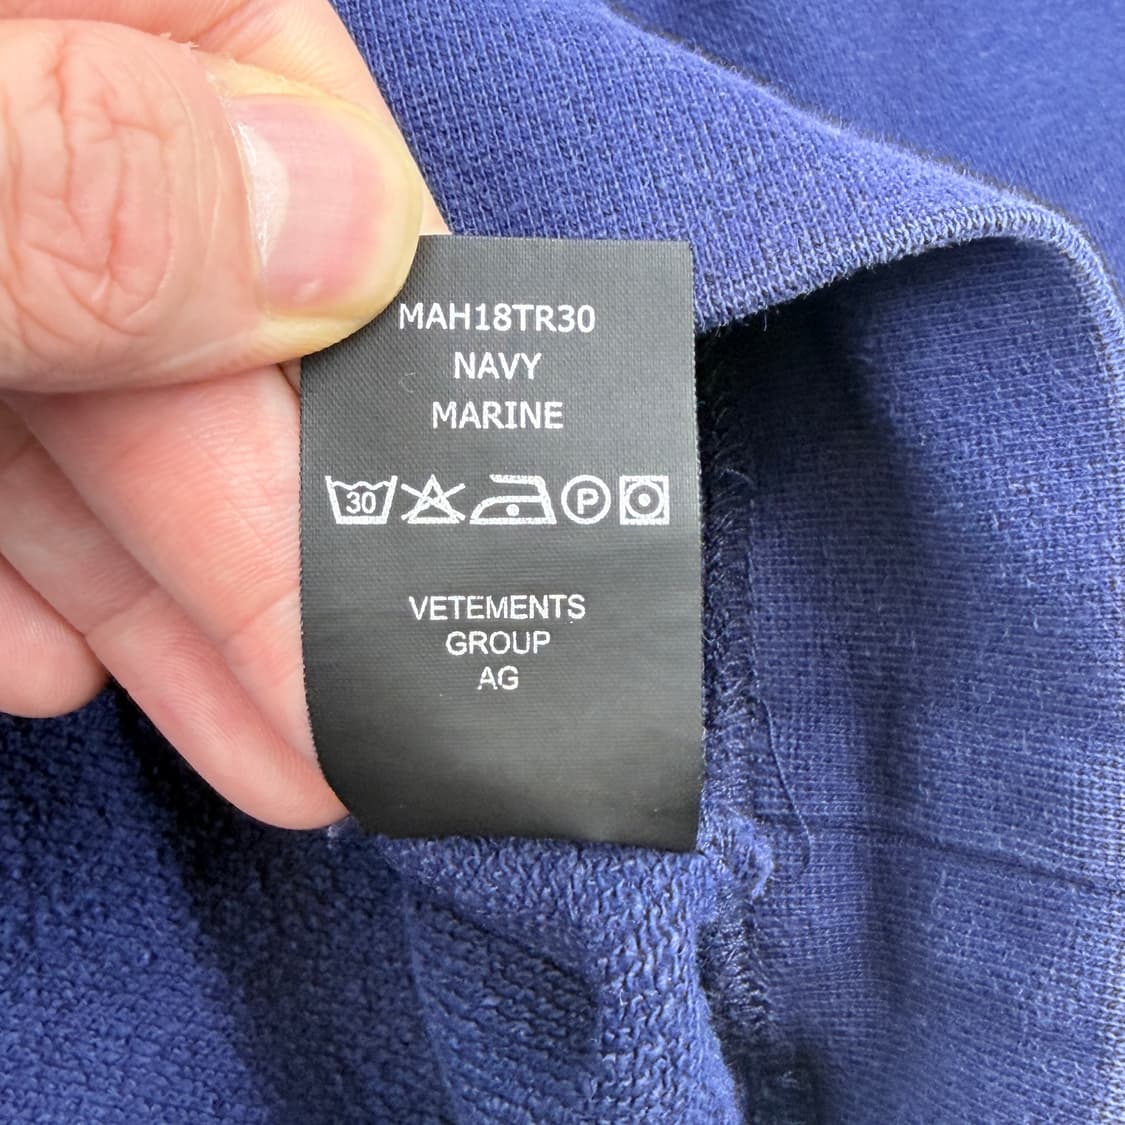 MAH18TR30
NAVY
MARINE
30 P
VETEMENTS
GROUP
AG